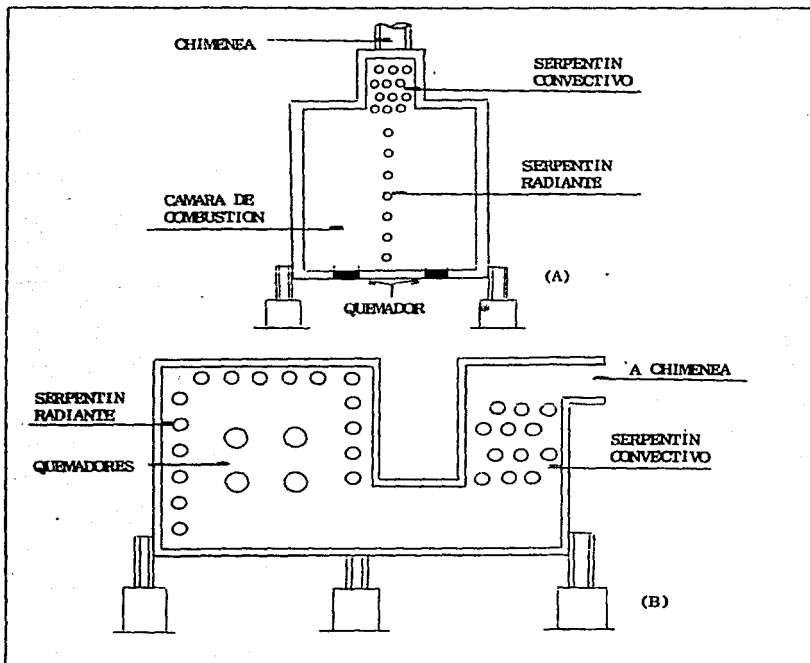 CHIMENEA
SERPENTIN
CONVECTIVO
SERPENTIN
RADIANTE
CAMARA DE
COMBUSTION
(A)
QUEMADOR
A CHIMENEA
SERPENTIN
RADIANTE
SERPENTIN
CONVECTIVO
QUEMADORES
(B)